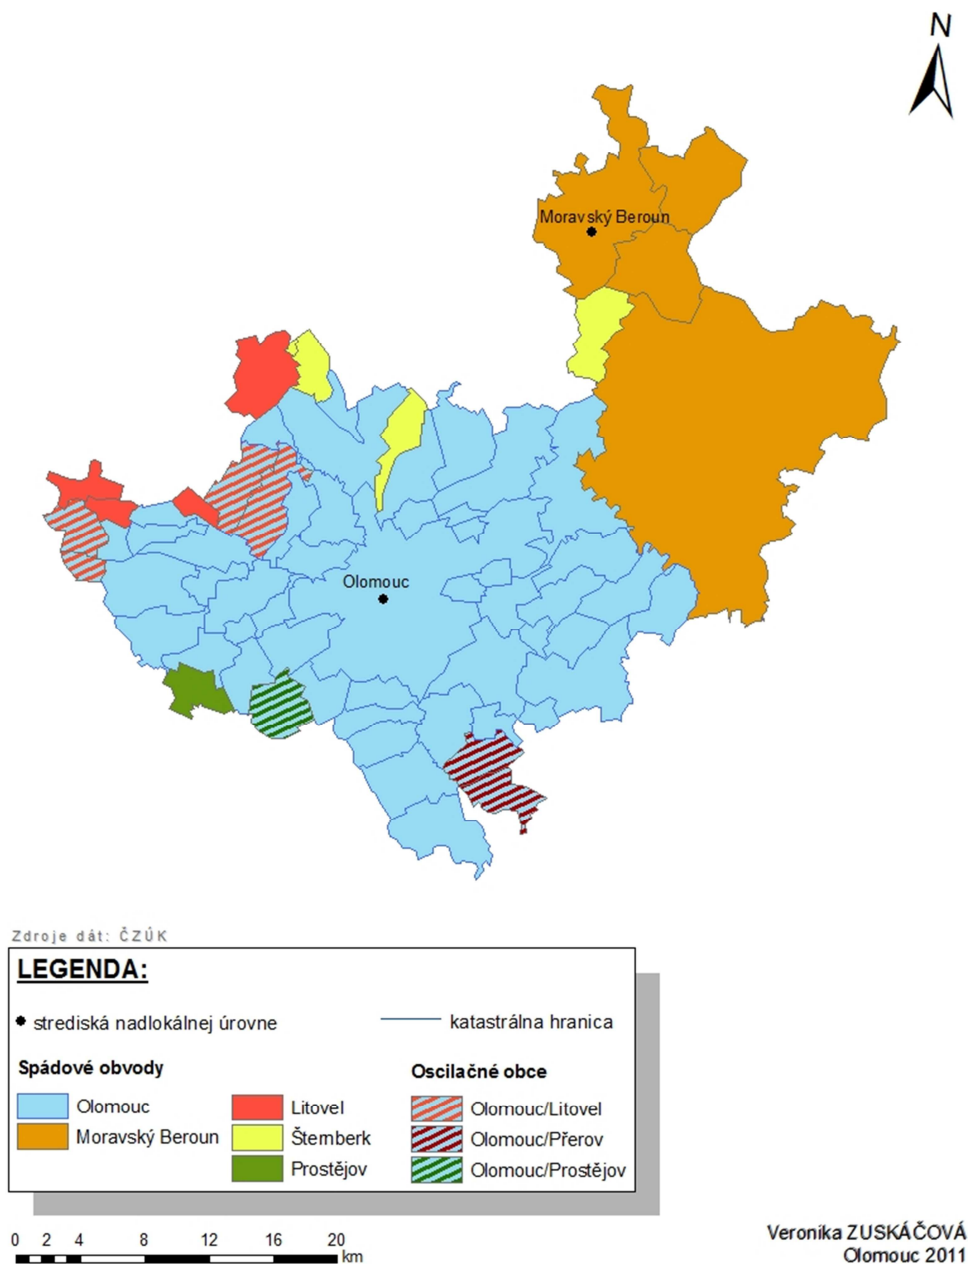 N
Moravský Beroun
Olomouc
Zdroje dát: ČZÚK
LEGENDA:
strediská nadlokálnej úrovne
katastrálna hranica
Spádové obvody
Olomouc
Moravský Beroun
Litovel
Šternberk
Prostějov
Oscilačné obce
Olomouc/Litovel
Olomouc/Přerov
Olomouc/Prostějov
0 2 4 8 12 16 20
km
Veronika ZUSKÁČOVÁ
Olomouc 2011